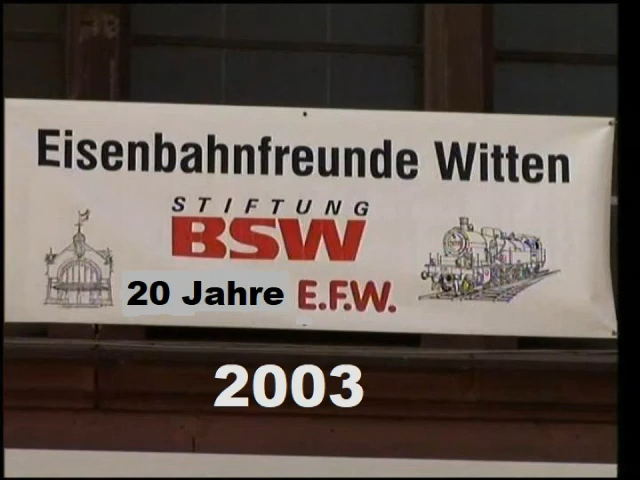 Eisenbahnfreunde Witten
STIFTUNG
BSW
20 Jahre E.F.W.
2003